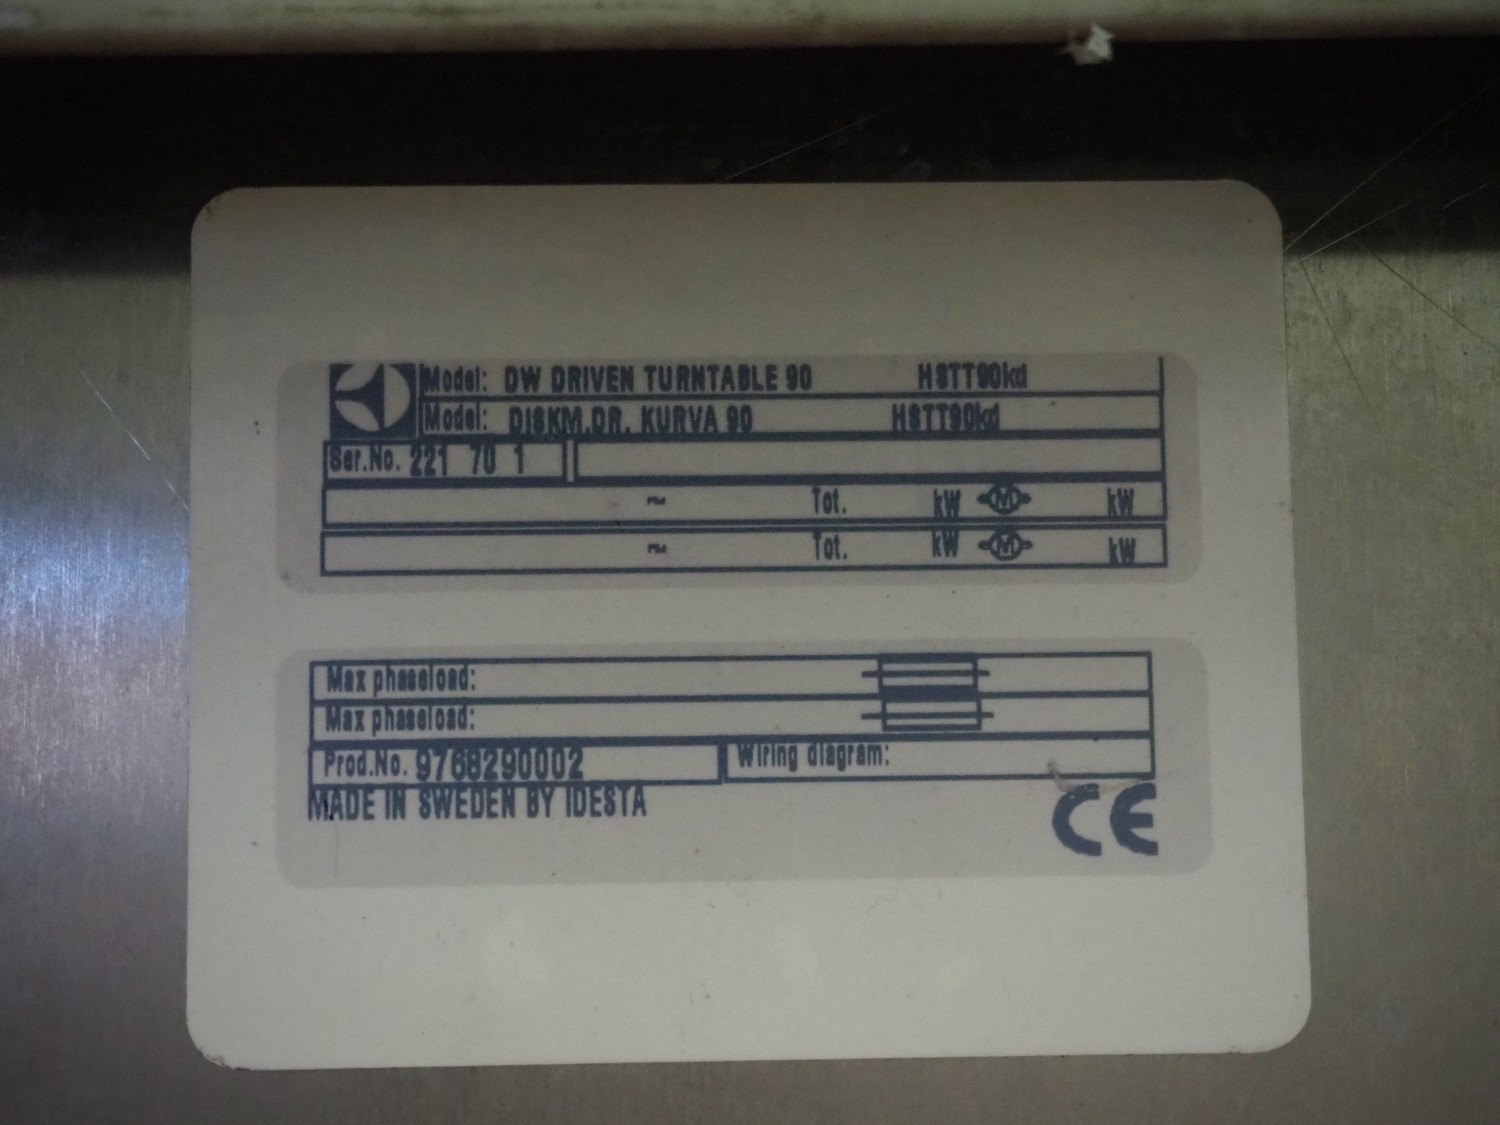 Model: DW DRIVEN TURNTABLE 90 HSTT90kd
Model: DISKM.DR. KURVA 90 HSTT90kd
Ser.No. 221 70 1
~ Tot. kW M kW
~ Tot. kW M kW
Max phaseload:
Max phaseload:
Prod.No. 9768290002 Wiring diagram:
MADE IN SWEDEN BY IDESTA
CE